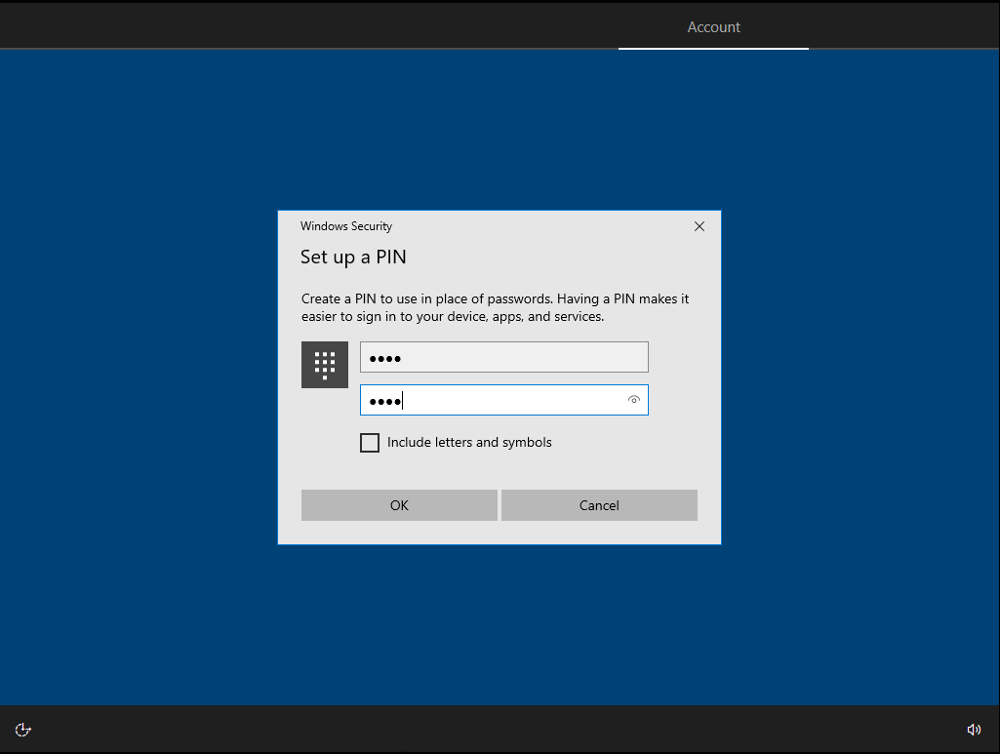 Account
Windows Security
Set up a PIN
Create a PIN to use in place of passwords. Having a PIN makes it
easier to sign in to your device, apps, and services.
●●●●
●●●●
Include letters and symbols
OK
Cancel